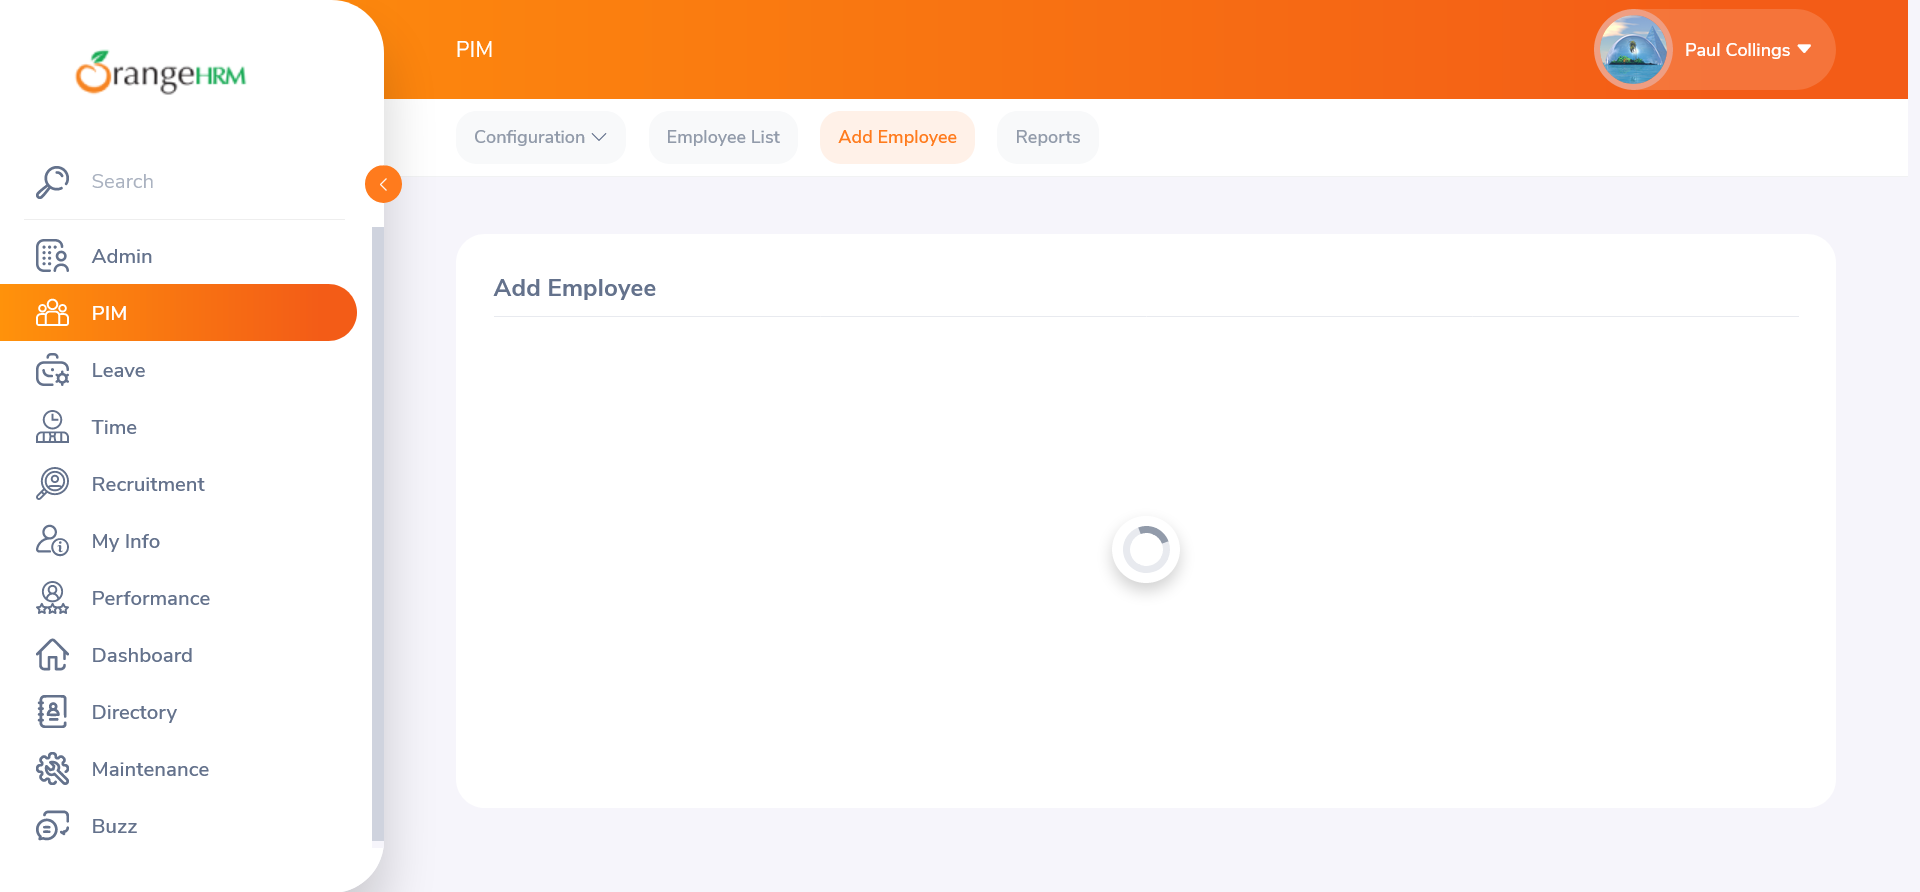 OrangeHRM
PIM
Paul Collings
Configuration
Employee List
Add Employee
Reports
Search
Admin
PIM
Leave
Time
Recruitment
My Info
Performance
Dashboard
Directory
Maintenance
Buzz
Add Employee